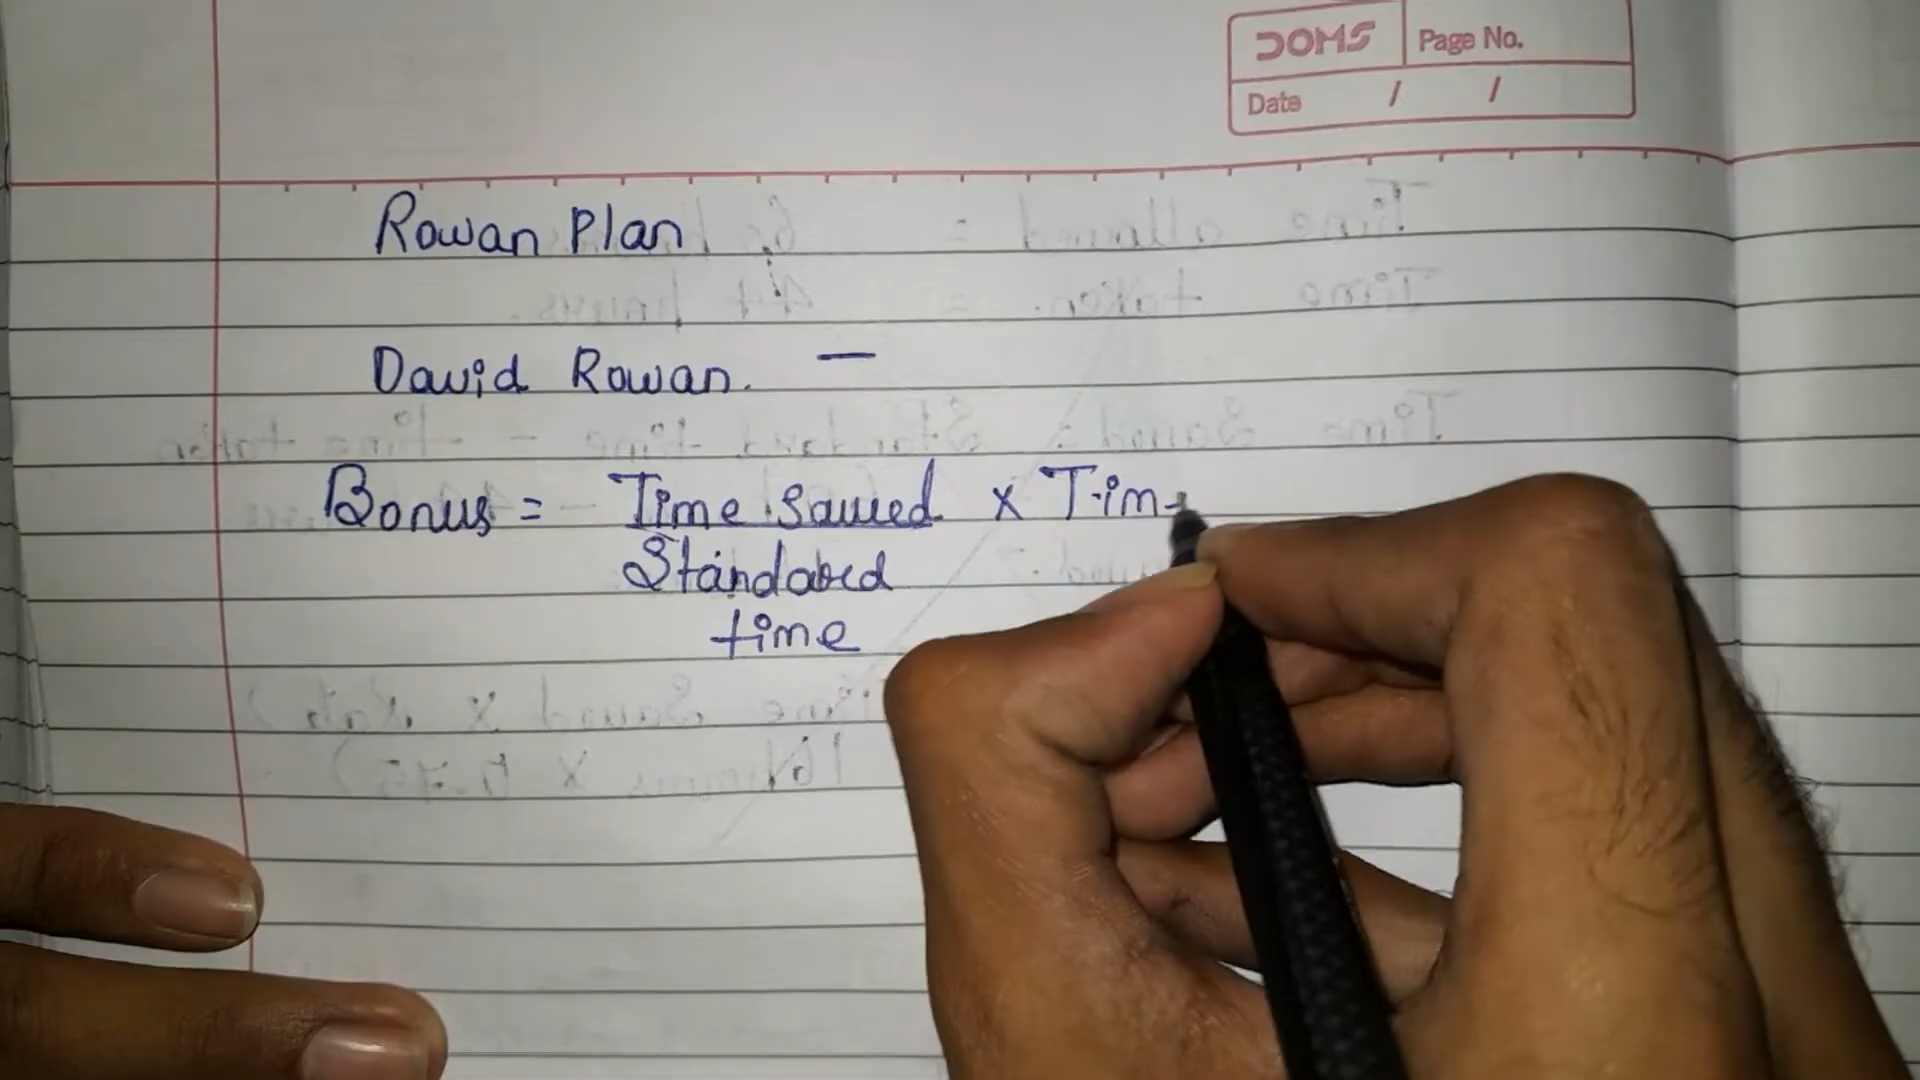 DOMS Page No.
Date / /
Rowan Plan
David Rowan. —
Bonus = Time saved x Tim
Standard
time